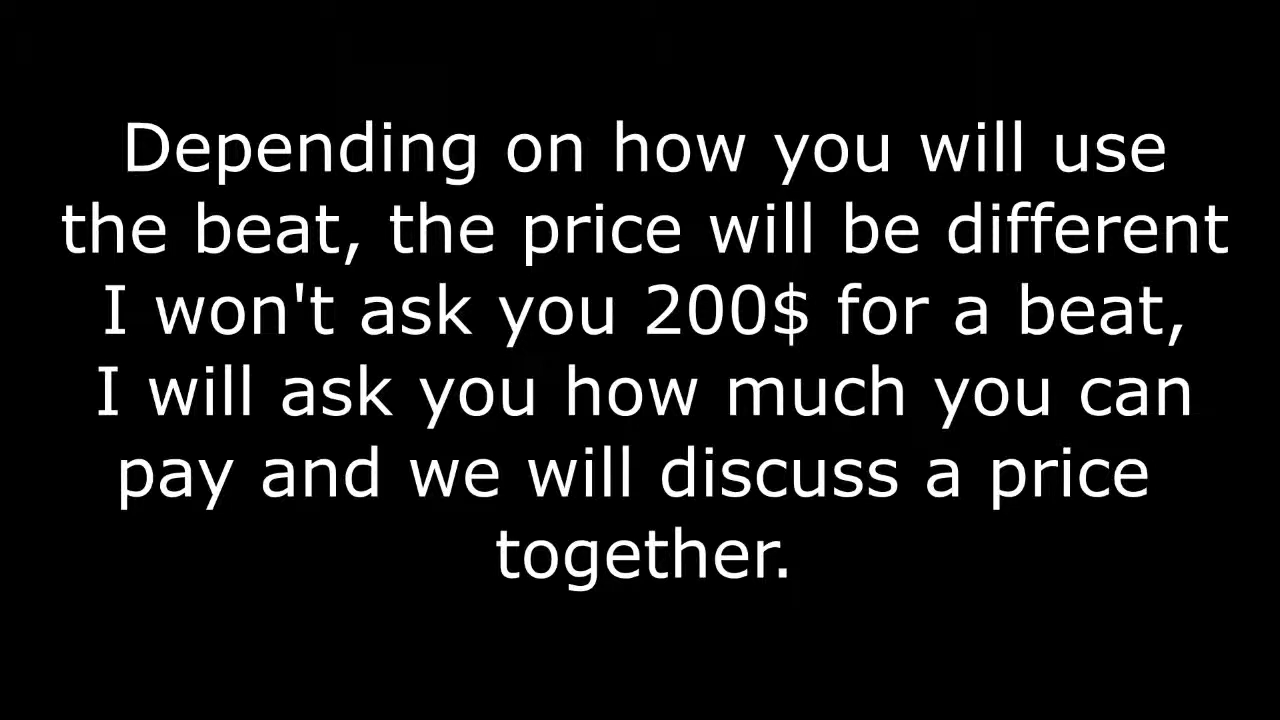 Depending on how you will use
the beat, the price will be different
I won't ask you 200$ for a beat,
I will ask you how much you can
pay and we will discuss a price
together.